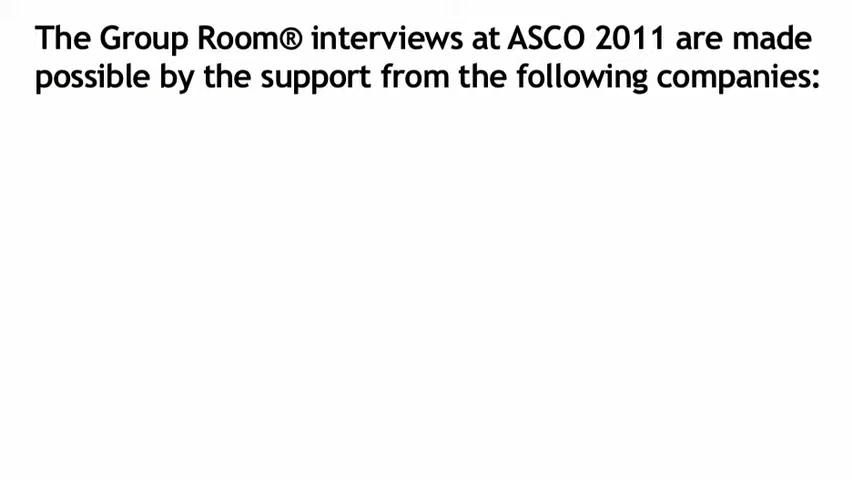 The Group Room® interviews at ASCO 2011 are made
possible by the support from the following companies: